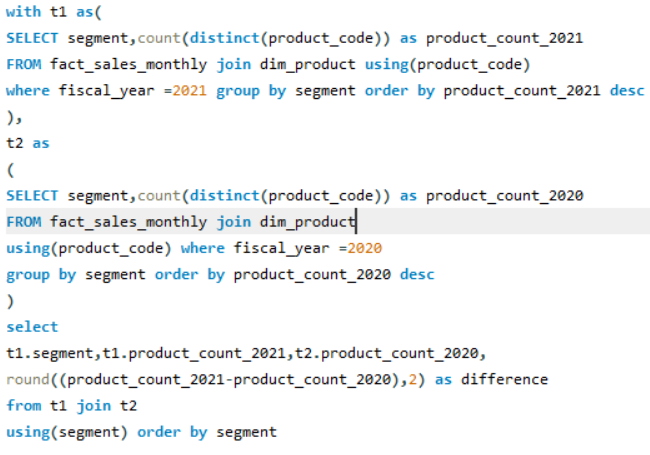 with t1 as(
SELECT segment,count(distinct(product_code)) as product_count_2021
FROM fact_sales_monthly join dim_product using(product_code)
where fiscal_year =2021 group by segment order by product_count_2021 desc
),
t2 as
(
SELECT segment,count(distinct(product_code)) as product_count_2020
FROM fact_sales_monthly join dim_product
using(product_code) where fiscal_year =2020
group by segment order by product_count_2020 desc
)
select
t1.segment,t1.product_count_2021,t2.product_count_2020,
round((product_count_2021-product_count_2020),2) as difference
from t1 join t2
using(segment) order by segment